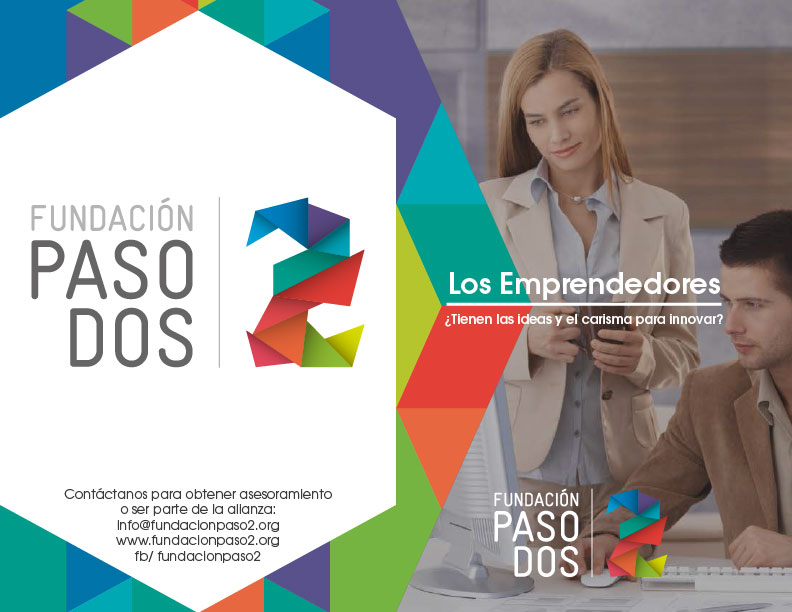 FUNDACIÓN
PASO
DOS
Contáctanos para obtener asesoramiento
o ser parte de la alianza:
info@fundacionpaso2.org
www.fundacionpaso2.org
fb/ fundacionpaso2
Los Emprendedores
¿Tienen las ideas y el carisma para innovar?
FUNDACIÓN
PASO
DOS